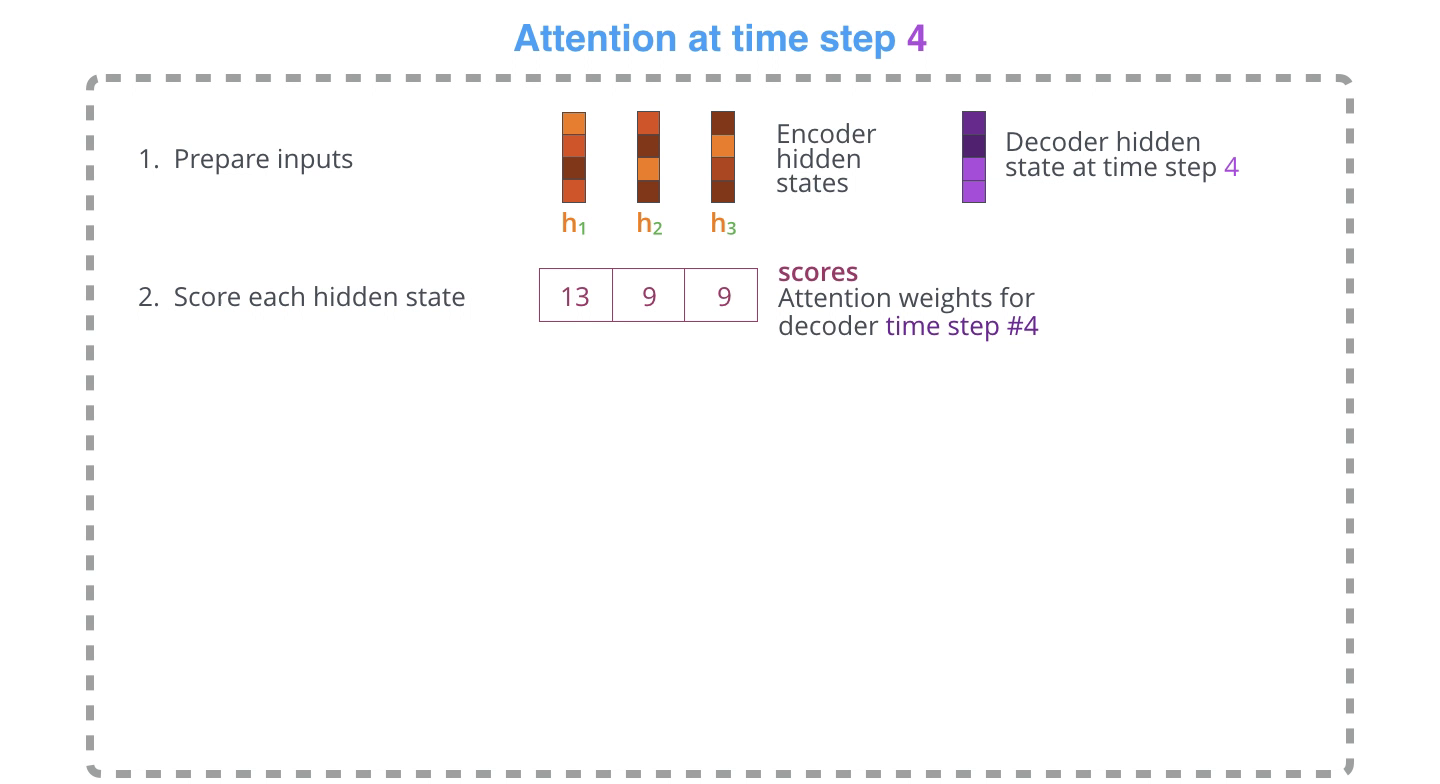 Attention at time step 4
1. Prepare inputs
Encoder
hidden
states
Decoder hidden
state at time step 4
h1 h2 h3
2. Score each hidden state
13 9 9
scores
Attention weights for
decoder time step #4